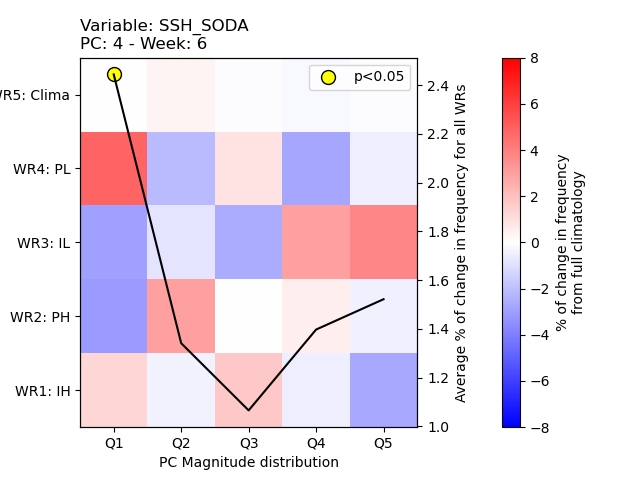 Variable: SSH_SODA
PC: 4 - Week: 6
p<0.05
WR5: Clima
WR4: PL
WR3: IL
WR2: PH
WR1: IH
Q1 Q2 Q3 Q4 Q5
PC Magnitude distribution
2.4
2.2
2.0
1.8
1.6
1.4
1.2
1.0
Average % of change in frequency for all WRs
8
6
4
2
0
−2
−4
−6
−8
% of change in frequency
from full climatology